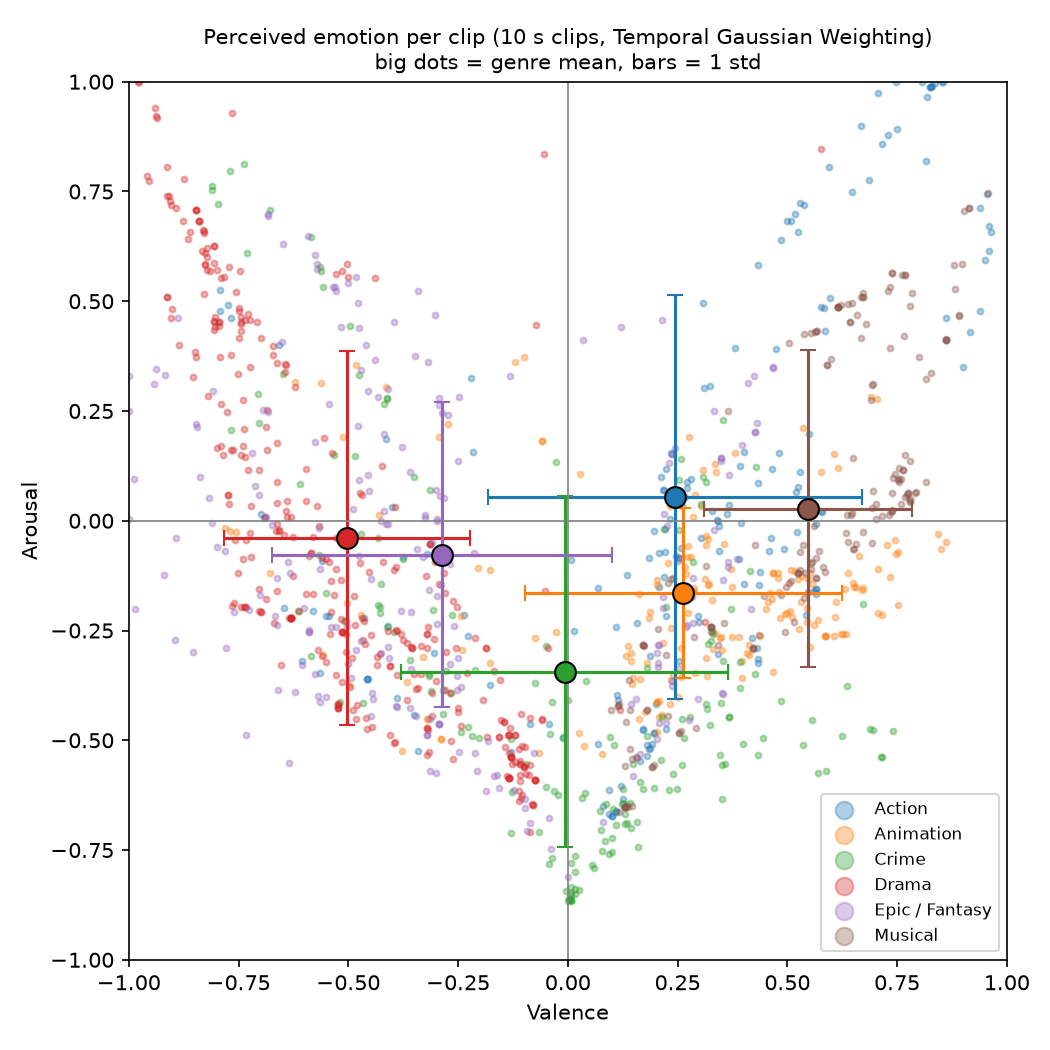 Perceived emotion per clip (10 s clips, Temporal Gaussian Weighting)
big dots = genre mean, bars = 1 std
1.00
0.75
0.50
0.25
0.00
−0.25
−0.50
−0.75
−1.00
Arousal
−1.00 −0.75 −0.50 −0.25 0.00 0.25 0.50 0.75 1.00
Valence
Action
Animation
Crime
Drama
Epic / Fantasy
Musical